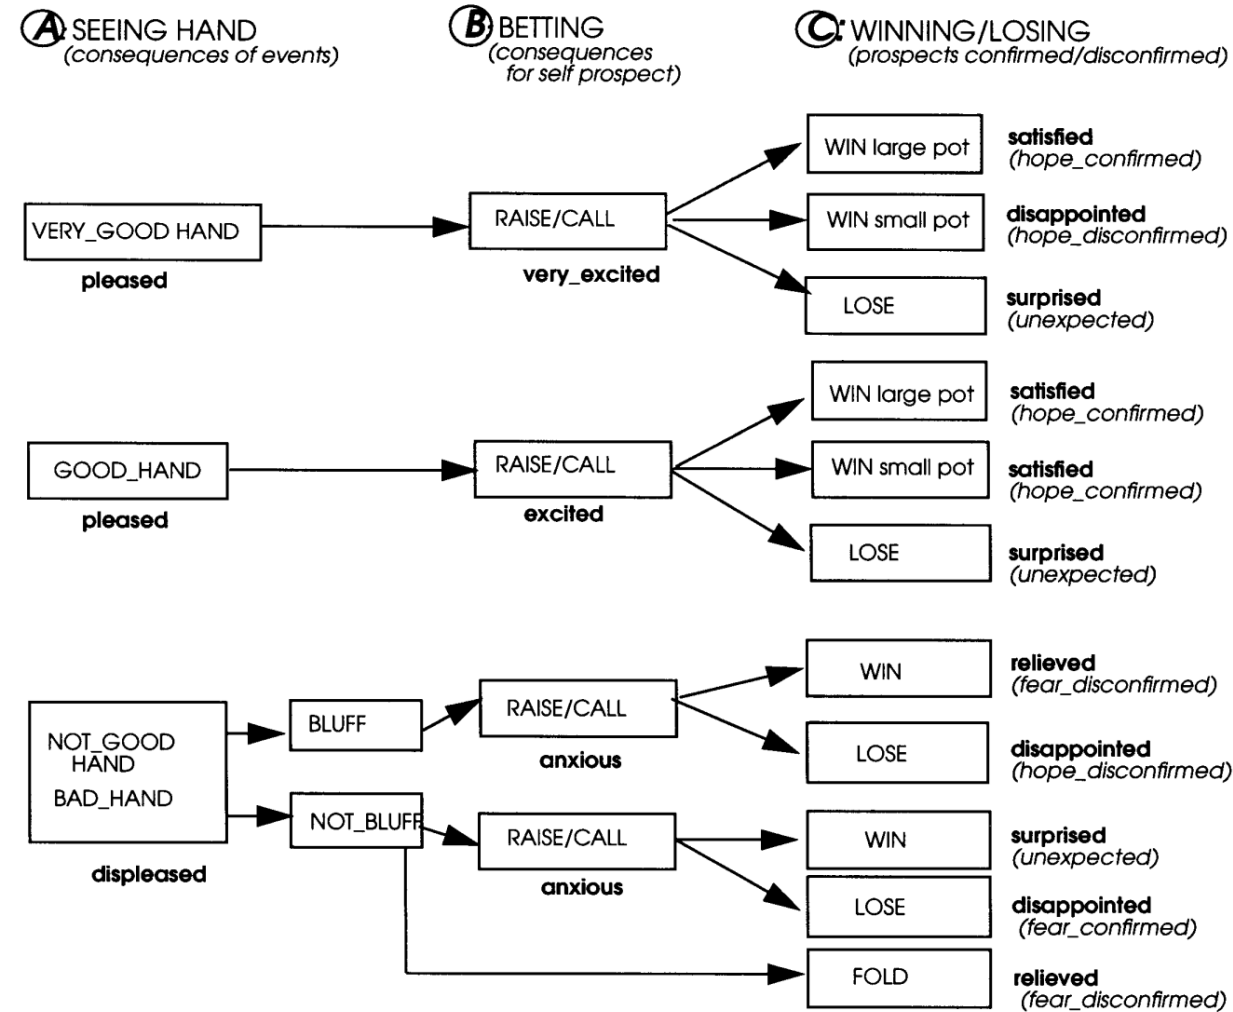 A: SEEING HAND
(consequences of events)
B: BETTING
(consequences
for self prospect)
C: WINNING/LOSING
(prospects confirmed/disconfirmed)
VERY_GOOD HAND
pleased
RAISE/CALL
very_excited
WIN large pot
satisfied
(hope_confirmed)
WIN small pot
disappointed
(hope_disconfirmed)
LOSE
surprised
(unexpected)
GOOD_HAND
pleased
RAISE/CALL
excited
WIN large pot
satisfied
(hope_confirmed)
WIN small pot
satisfied
(hope_confirmed)
LOSE
surprised
(unexpected)
NOT_GOOD
HAND
BAD_HAND
displeased
BLUFF
RAISE/CALL
anxious
WIN
relieved
(fear_disconfirmed)
LOSE
disappointed
(hope_disconfirmed)
NOT_BLUFF
RAISE/CALL
anxious
WIN
surprised
(unexpected)
LOSE
disappointed
(fear_confirmed)
FOLD
relieved
(fear_disconfirmed)